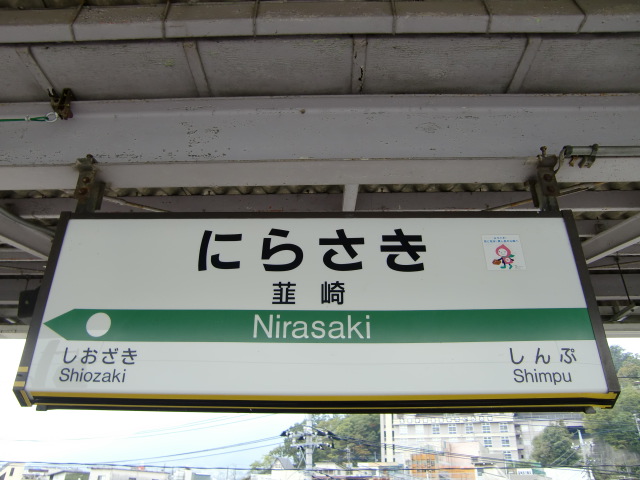 にらさき
韮崎
Nirasaki
しおざき
Shiozaki
しんぷ
Shimpu